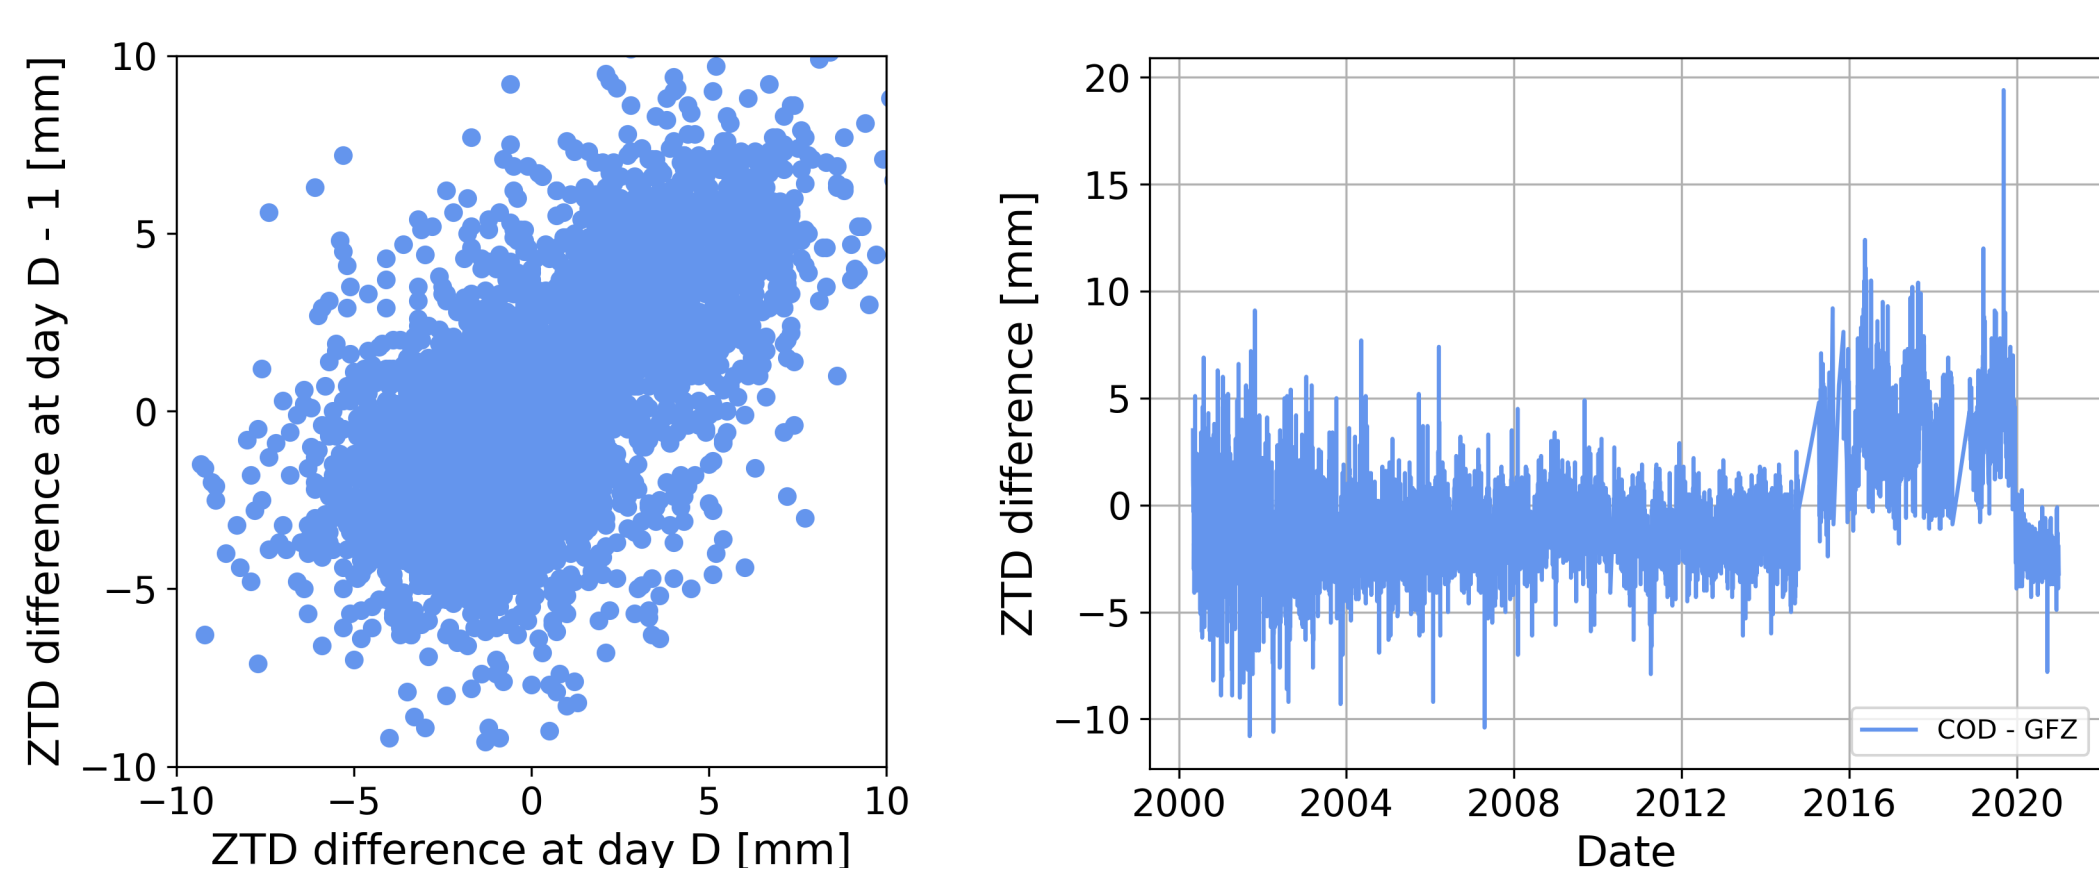 ZTD difference at day D - 1 [mm]
10
5
0
−5
−10
−10 −5 0 5 10
ZTD difference at day D [mm]
ZTD difference [mm]
20
15
10
5
0
−5
−10
COD - GFZ
2000 2004 2008 2012 2016 2020
Date